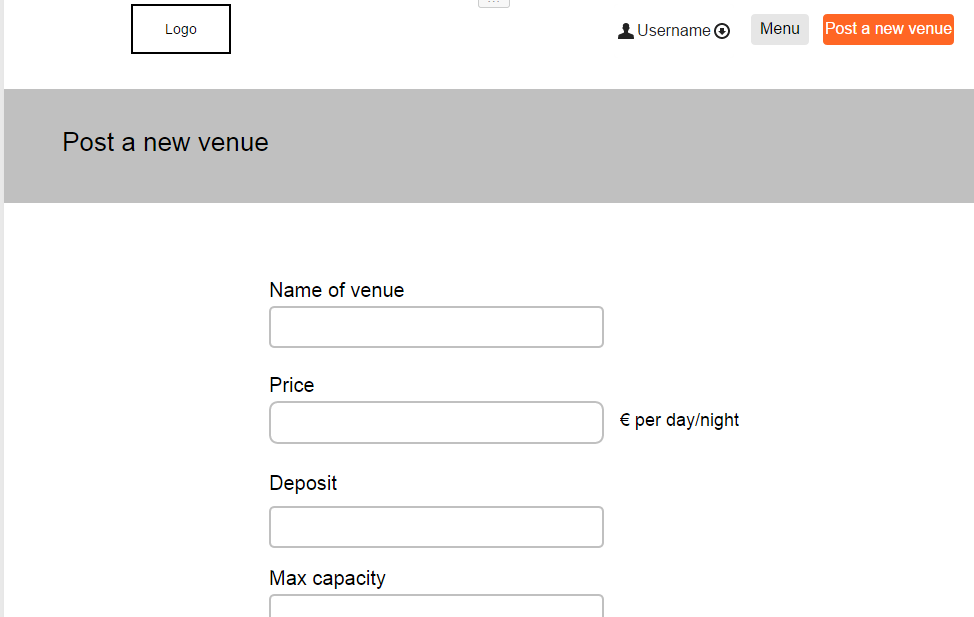 Logo
Username
Menu
Post a new venue
Post a new venue
Name of venue
Price
€ per day/night
Deposit
Max capacity